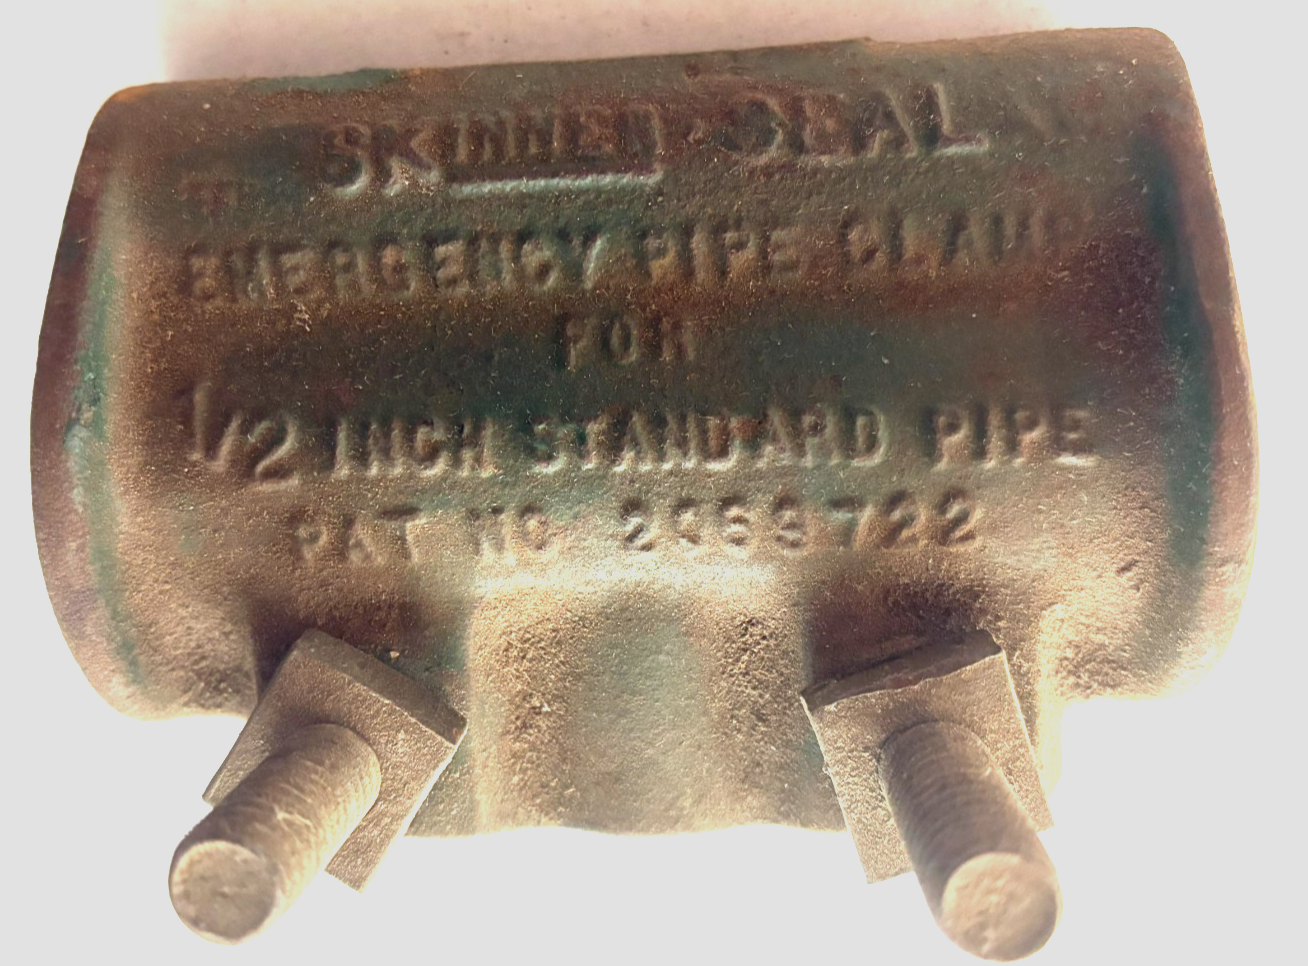 SKINNER-SEAL
EMERGENCY PIPE CLAMP
FOR
1/2 INCH STANDARD PIPE
PAT NO